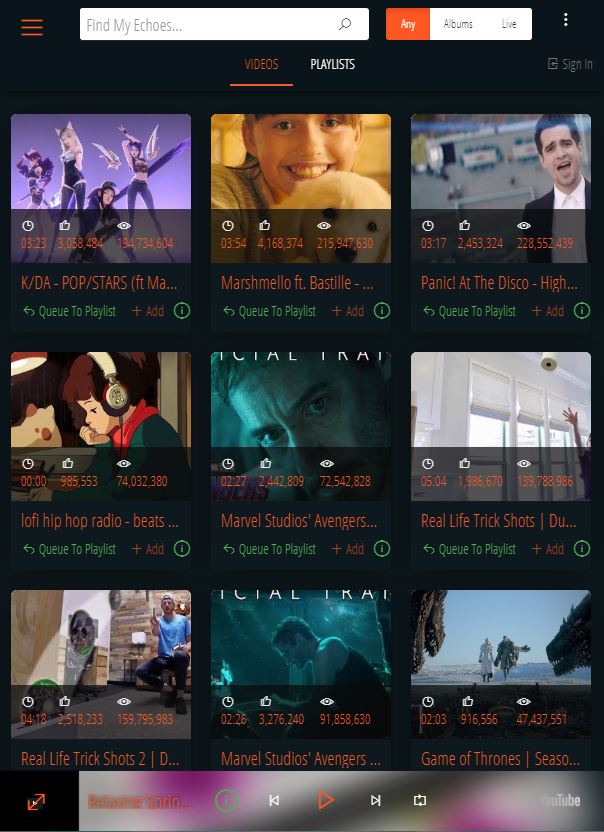 Find My Echoes...
Any
Albums
Live
VIDEOS
PLAYLISTS
Sign In
03:23 3,058,484 194,734,604
03:54 4,168,374 215,947,630
03:17 2,453,324 228,552,439
K/DA - POP/STARS (ft Ma...
Marshmello ft. Bastille - ...
Panic! At The Disco - High...
Queue To Playlist + Add
Queue To Playlist + Add
Queue To Playlist + Add
ICIAL TRAI
00:00 985,553 74,032,380
02:27 2,442,809 72,542,828
05:04 1,986,670 139,788,986
lofi hip hop radio - beats ...
Marvel Studios' Avengers...
Real Life Trick Shots | Du...
Queue To Playlist + Add
Queue To Playlist + Add
Queue To Playlist + Add
ICIAL TRAI
04:18 2,518,233 159,795,983
02:26 3,276,240 91,858,630
02:03 916,556 47,437,551
Real Life Trick Shots 2 | D...
Marvel Studios' Avengers ...
Game of Thrones | Seaso...
Relaxing Sprin...
YouTube